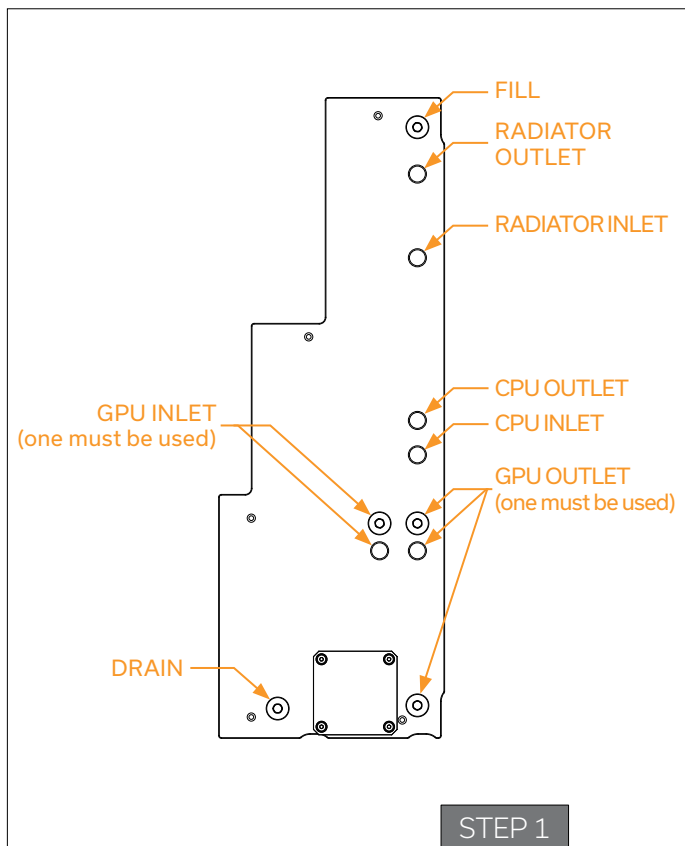 FILL
RADIATOR
OUTLET
RADIATOR INLET
CPU OUTLET
GPU INLET
(one must be used)
CPU INLET
GPU OUTLET
(one must be used)
DRAIN
STEP 1